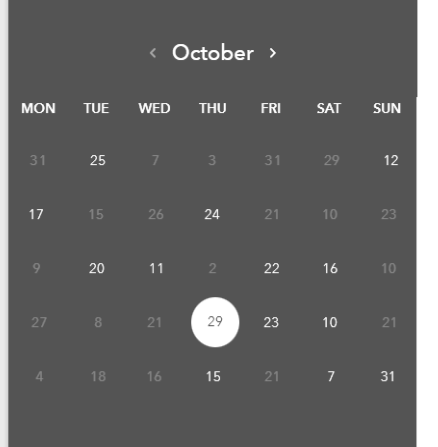 ‹ October ›
MON TUE WED THU FRI SAT SUN
31 25 7 3 31 29 12
17 15 26 24 21 10 23
9 20 11 2 22 16 10
27 8 21 29 23 10 21
4 18 16 15 21 7 31